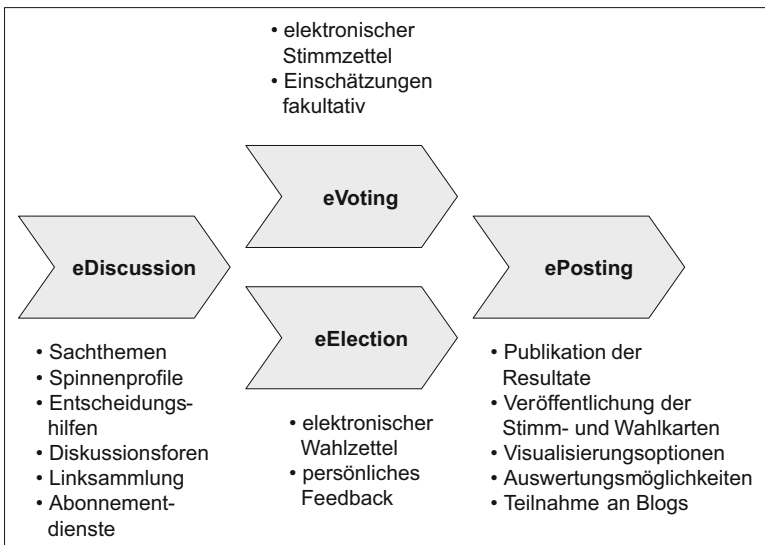 • elektronischer
Stimmzettel
• Einschätzungen
fakultativ
eVoting
eDiscussion
ePosting
eElection
• Sachthemen
• Spinnenprofile
• Entscheidungs-
hilfen
• Diskussionsforen
• Linksammlung
• Abonnement-
dienste
• elektronischer
Wahlzettel
• persönliches
Feedback
• Publikation der
Resultate
• Veröffentlichung der
Stimm- und Wahlkarten
• Visualisierungsoptionen
• Auswertungsmöglichkeiten
• Teilnahme an Blogs